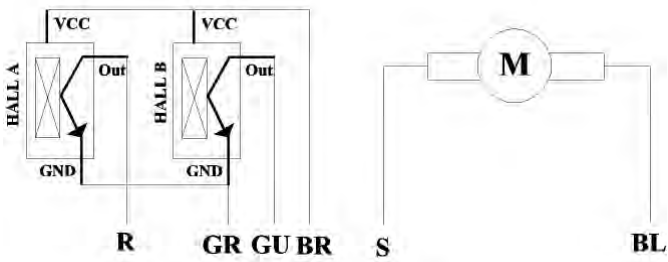 VCC VCC
HALL A Out HALL B Out M
GND GND
R GR GU BR S BL